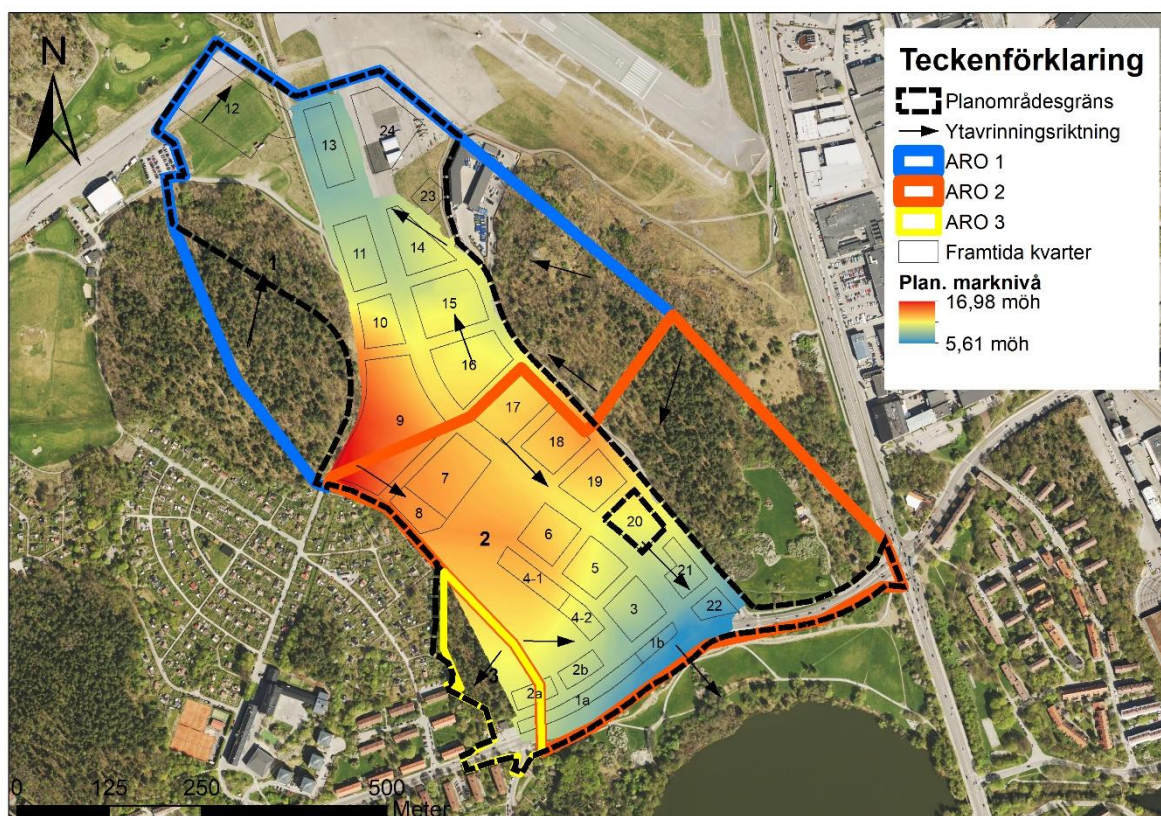 N
Teckenförklaring
Planområdesgräns
Ytavrinningsriktning
ARO 1
ARO 2
ARO 3
Framtida kvarter
Plan. marknivå
16,98 möh
5,61 möh
12
24
13
23
1
11
14
15
10
16
9
17
18
7
19
8
20
2
6
4-1
5
21
3
22
4-2
1b
2b
3
2a
1a
0
125
250
500
Meter